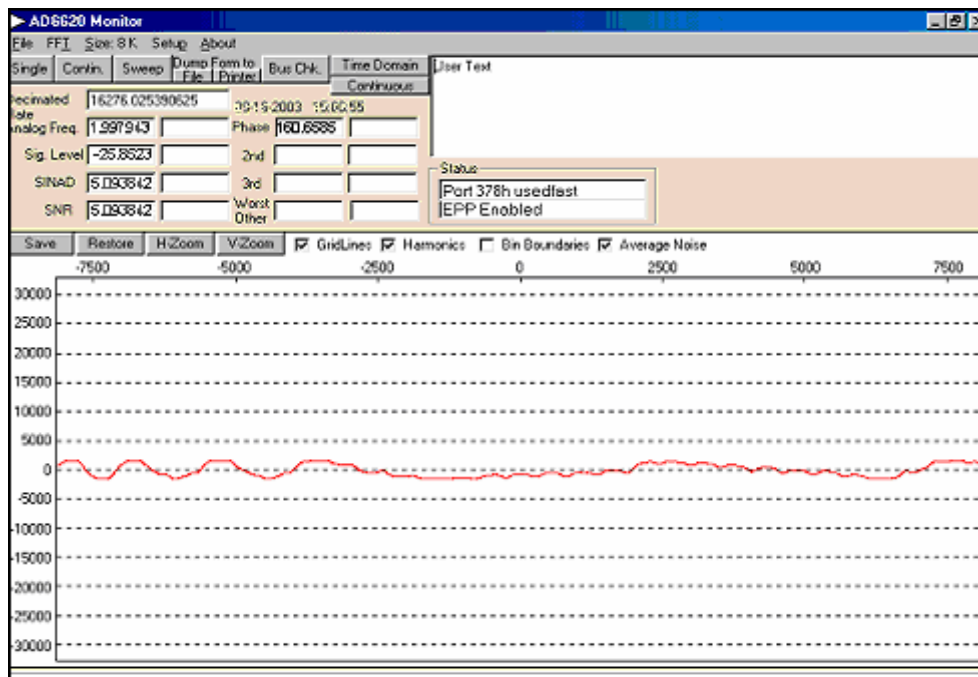 AD6620 Monitor
File FFT Size: 8 K Setup About
Single Contin. Sweep Dump to File Form to Printer Bus Chk. Time Domain
Continuous
User Text
Decimated Rate 16276.025390625
Analog Freq. 1.997943 Phase 160.6585
Sig. Level -25.8523 2nd
SINAD 5.093842 3rd
SNR 5.093842 Worst Other
Status
Port 378h usedfast
EPP Enabled
Save Restore H-Zoom V-Zoom GridLines Harmonics Bin Boundaries Average Noise
-7500 -5000 -2500 0 2500 5000 7500
30000
25000
20000
15000
10000
5000
0
-5000
-10000
-15000
-20000
-25000
-30000